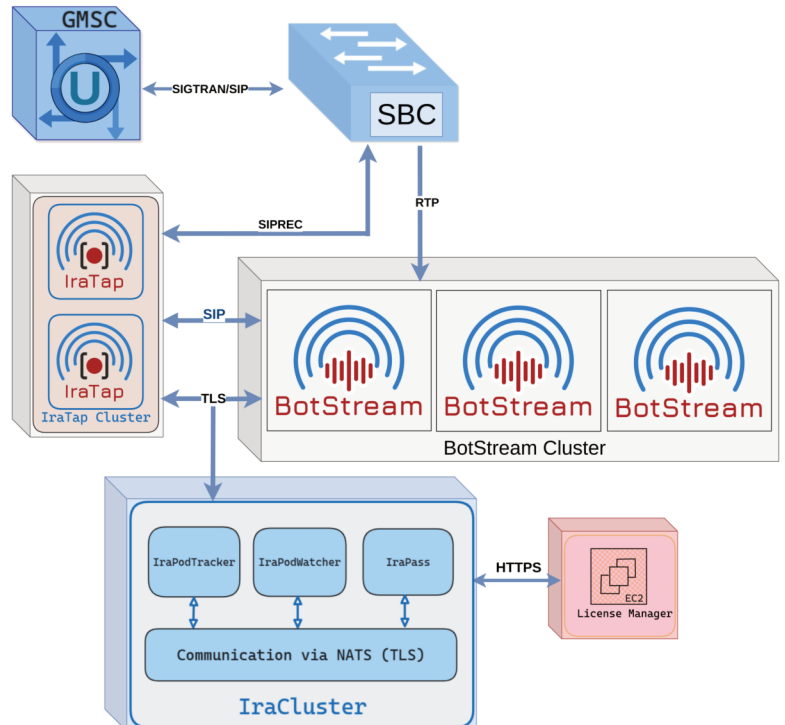 GMSC
U
SIGTRAN/SIP
SBC
RTP
SIPREC
[●]
IraTap
SIP
[●]
IraTap
IraTap Cluster
TLS
BotStream
BotStream
BotStream
BotStream Cluster
IraPodTracker
IraPodWatcher
IraPass
HTTPS
EC2
License Manager
Communication via NATS (TLS)
IraCluster